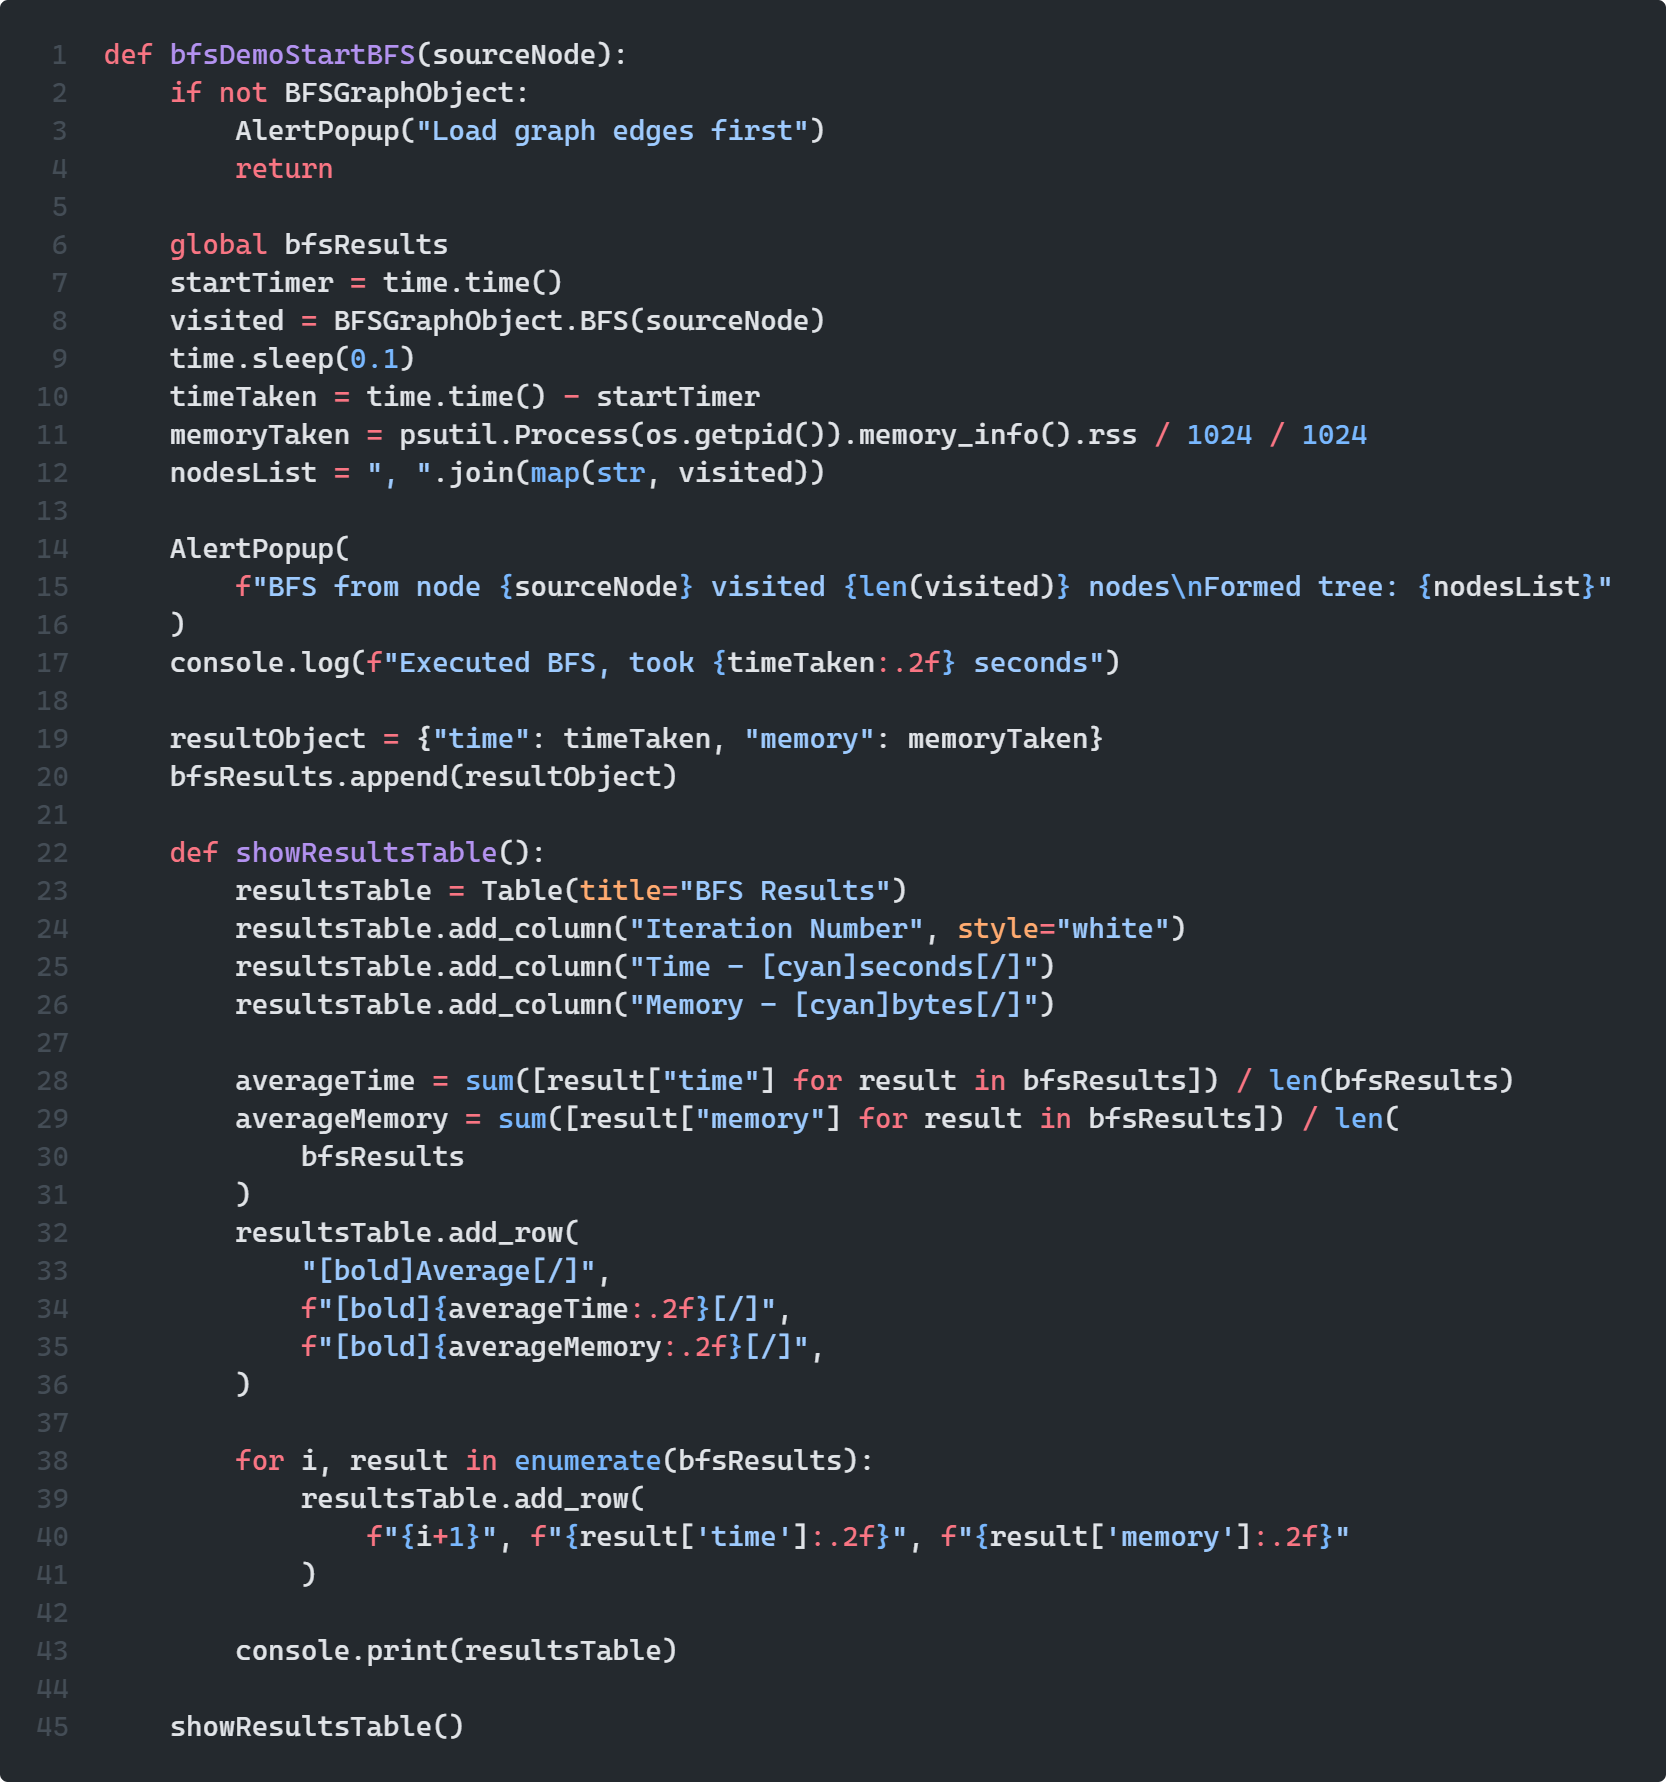 1 def bfsDemoStartBFS(sourceNode):
2     if not BFSGraphObject:
3         AlertPopup("Load graph edges first")
4         return
5
6     global bfsResults
7     startTimer = time.time()
8     visited = BFSGraphObject.BFS(sourceNode)
9     time.sleep(0.1)
10     timeTaken = time.time() - startTimer
11     memoryTaken = psutil.Process(os.getpid()).memory_info().rss / 1024 / 1024
12     nodesList = ", ".join(map(str, visited))
13
14     AlertPopup(
15         f"BFS from node {sourceNode} visited {len(visited)} nodes\nFormed tree: {nodesList}"
16     )
17     console.log(f"Executed BFS, took {timeTaken:.2f} seconds")
18
19     resultObject = {"time": timeTaken, "memory": memoryTaken}
20     bfsResults.append(resultObject)
21
22     def showResultsTable():
23         resultsTable = Table(title="BFS Results")
24         resultsTable.add_column("Iteration Number", style="white")
25         resultsTable.add_column("Time - [cyan]seconds[/]")
26         resultsTable.add_column("Memory - [cyan]bytes[/]")
27
28         averageTime = sum([result["time"] for result in bfsResults]) / len(bfsResults)
29         averageMemory = sum([result["memory"] for result in bfsResults]) / len(
30             bfsResults
31         )
32         resultsTable.add_row(
33             "[bold]Average[/]",
34             f"[bold]{averageTime:.2f}[/]",
35             f"[bold]{averageMemory:.2f}[/]",
36         )
37
38         for i, result in enumerate(bfsResults):
39             resultsTable.add_row(
40                 f"{i+1}", f"{result['time']:.2f}", f"{result['memory']:.2f}"
41             )
42
43         console.print(resultsTable)
44
45     showResultsTable()